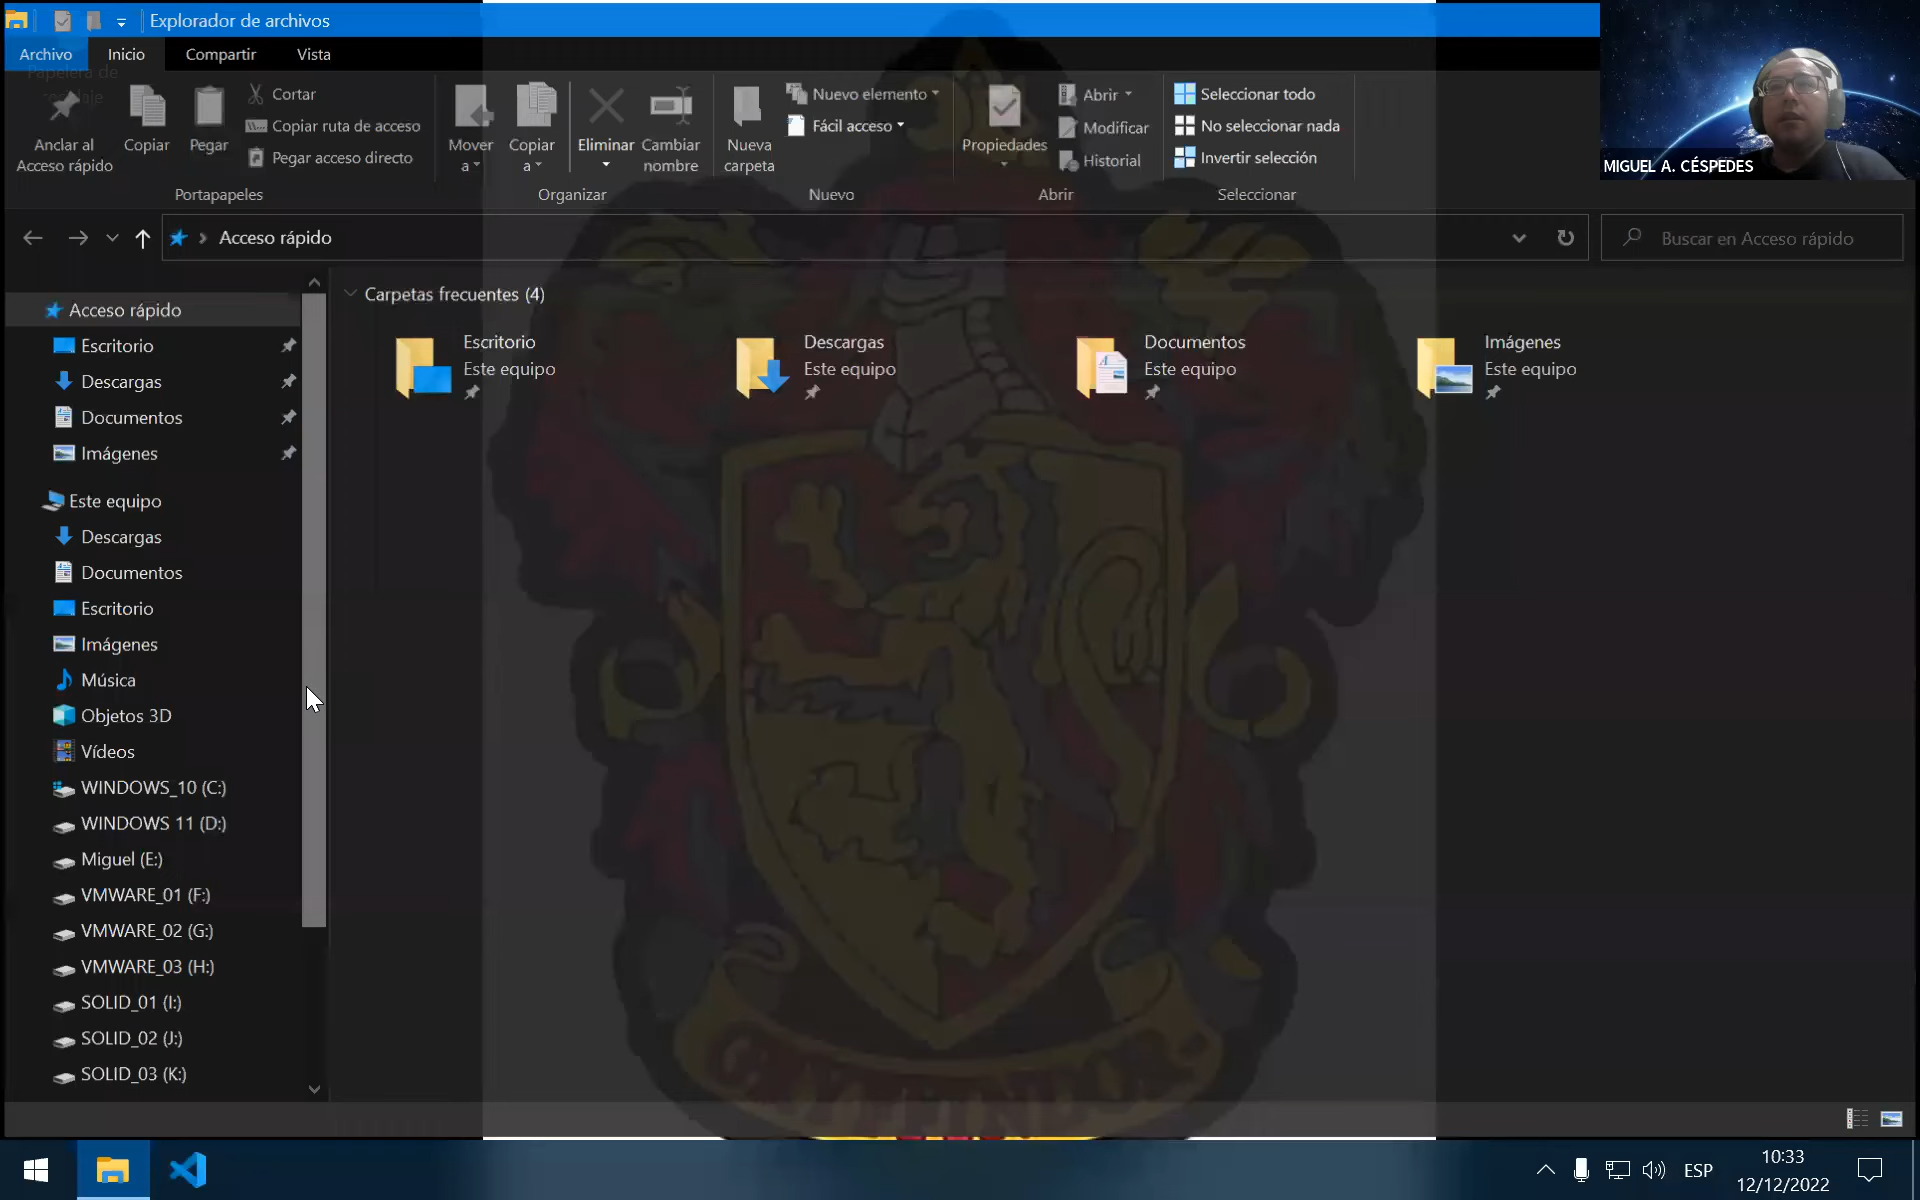 Explorador de archivos
Archivo Inicio Compartir Vista
Papelera de
Anclar al
Acceso rápido
Copiar
Pegar
Cortar
Copiar ruta de acceso
Pegar acceso directo
Portapapeles
Mover
a
Copiar
a
Eliminar
Cambiar
nombre
Organizar
Nueva
carpeta
Nuevo elemento
Fácil acceso
Nuevo
Propiedades
Abrir
Modificar
Historial
Abrir
Seleccionar todo
No seleccionar nada
Invertir selección
Seleccionar
MIGUEL A. CÉSPEDES
Acceso rápido
Buscar en Acceso rápido
Acceso rápido
Escritorio
Descargas
Documentos
Imágenes
Este equipo
Descargas
Documentos
Escritorio
Imágenes
Música
Objetos 3D
Vídeos
WINDOWS_10 (C:)
WINDOWS 11 (D:)
Miguel (E:)
VMWARE_01 (F:)
VMWARE_02 (G:)
VMWARE_03 (H:)
SOLID_01 (I:)
SOLID_02 (J:)
SOLID_03 (K:)
Carpetas frecuentes (4)
Escritorio
Este equipo
Descargas
Este equipo
Documentos
Este equipo
Imágenes
Este equipo
ESP
10:33
12/12/2022